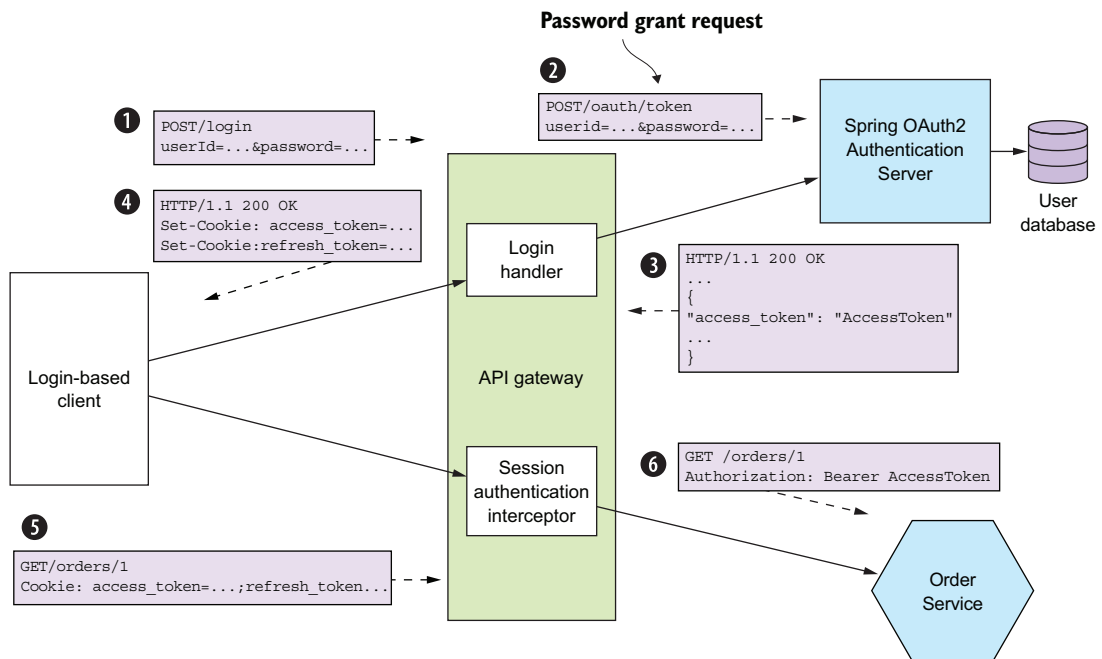 Password grant request
2
POST/oauth/token
userid=...&password=...
1
POST/login
userId=...&password=...
Spring OAuth2
Authentication
Server
User
database
4
HTTP/1.1 200 OK
Set-Cookie: access_token=...
Set-Cookie:refresh_token=...
Login
handler
3
HTTP/1.1 200 OK
...
{
"access_token": "AccessToken"
...
}
Login-based
client
API gateway
Session
authentication
interceptor
6
GET /orders/1
Authorization: Bearer AccessToken
5
GET/orders/1
Cookie: access_token=...;refresh_token...
Order
Service